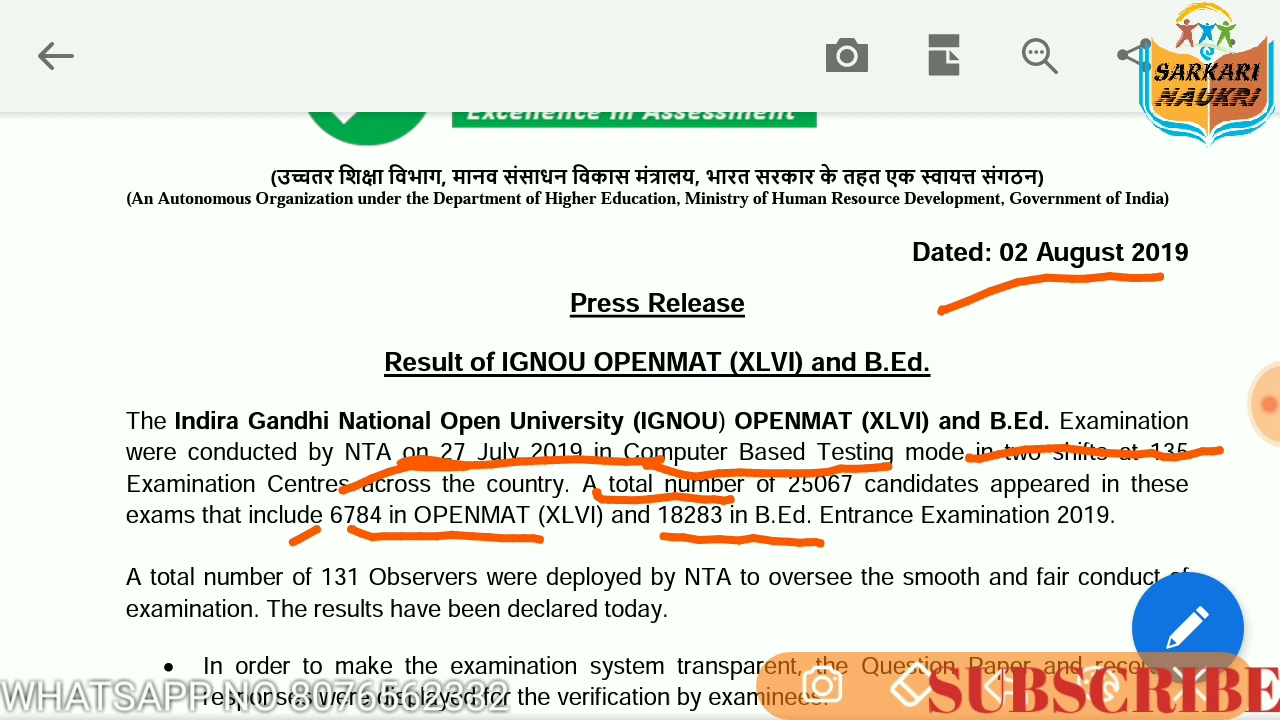 SARKARI
NAUKRI
Excellence in Assessment
(उच्चतर शिक्षा विभाग, मानव संसाधन विकास मंत्रालय, भारत सरकार के तहत एक स्वायत्त संगठन)
(An Autonomous Organization under the Department of Higher Education, Ministry of Human Resource Development, Government of India)
Dated: 02 August 2019
Press Release
Result of IGNOU OPENMAT (XLVI) and B.Ed.
The Indira Gandhi National Open University (IGNOU) OPENMAT (XLVI) and B.Ed. Examination
were conducted by NTA on 27 July 2019 in Computer Based Testing mode in two shifts at 135
Examination Centres across the country. A total number of 25067 candidates appeared in these
exams that include 6784 in OPENMAT (XLVI) and 18283 in B.Ed. Entrance Examination 2019.
A total number of 131 Observers were deployed by NTA to oversee the smooth and fair conduct of
examination. The results have been declared today.
• In order to make the examination system transparent, the Question Paper and
responses were displayed for the verification by examinees.
WHATSAPP NO 8076562382
SUBSCRIBE